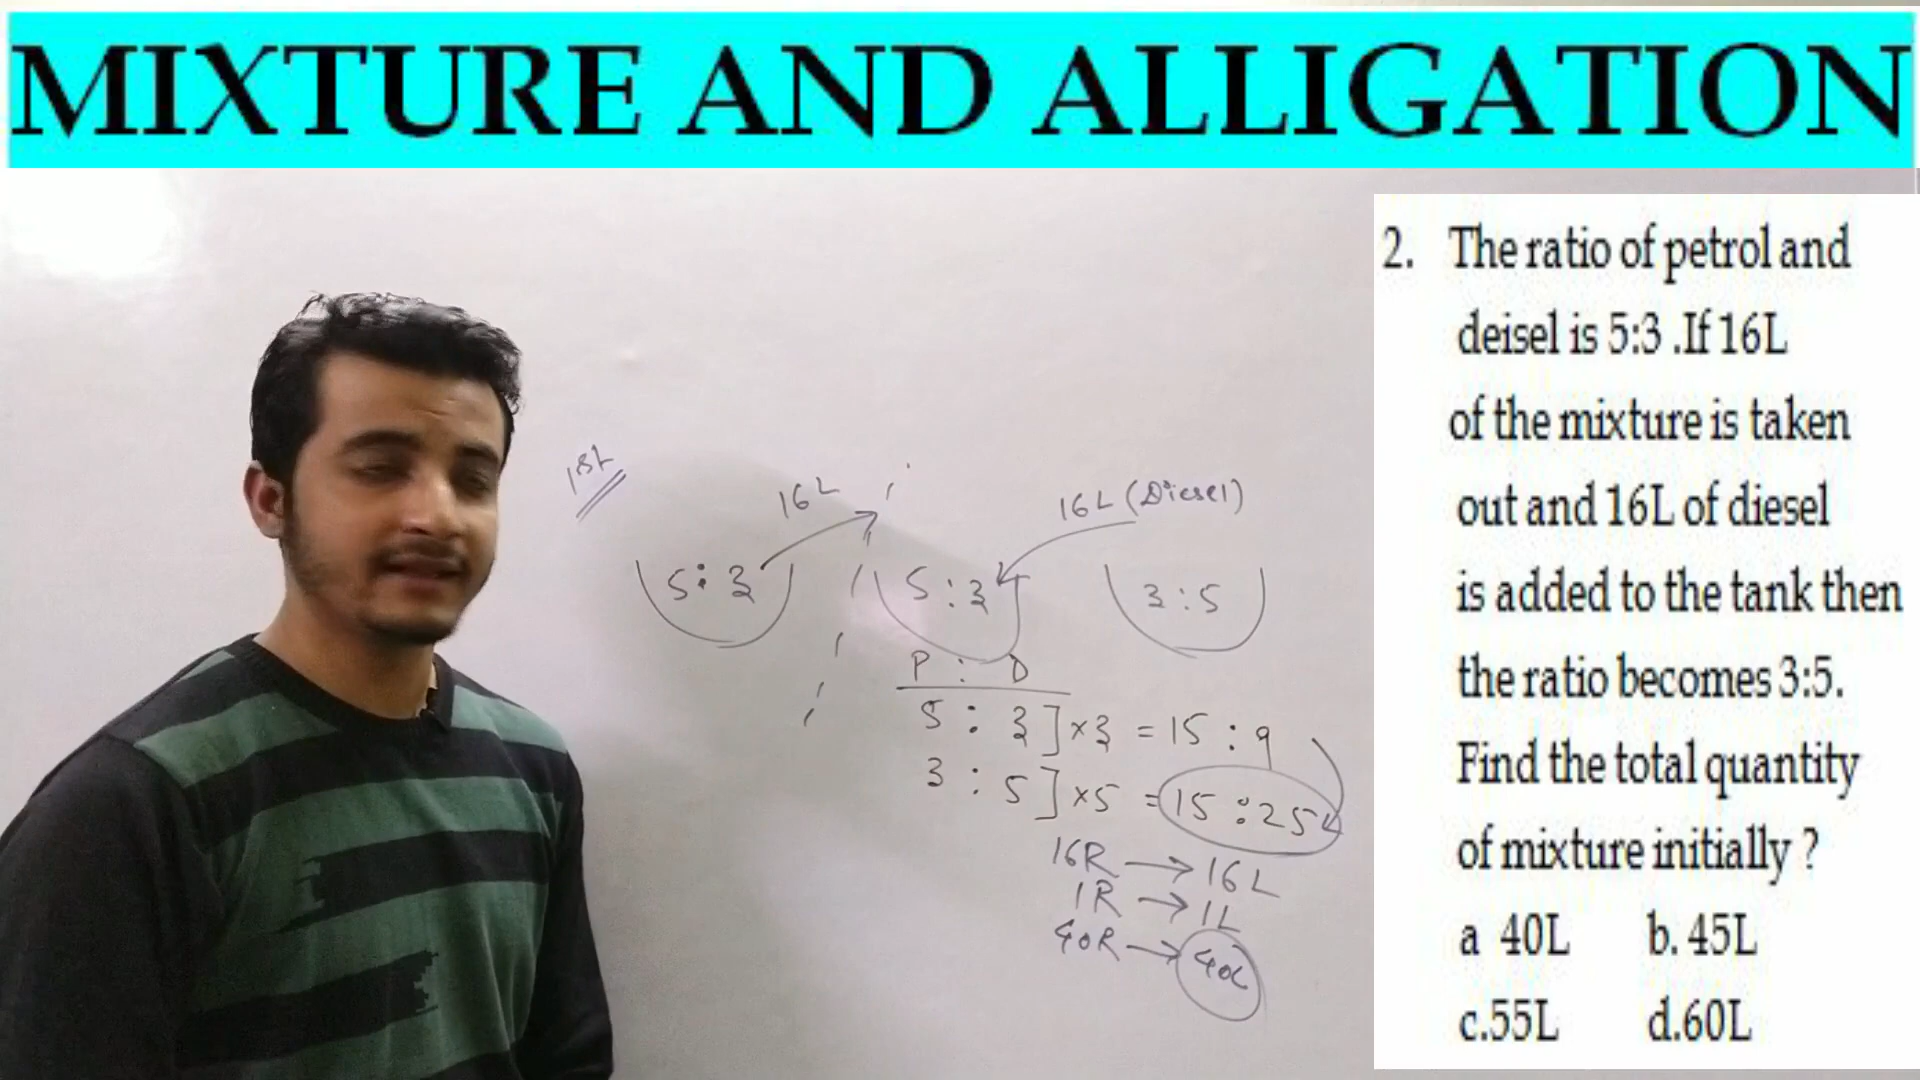 MIXTURE AND ALLIGATION
2. The ratio of petrol and
deisel is 5:3 .If 16L
of the mixture is taken
out and 16L of diesel
is added to the tank then
the ratio becomes 3:5.
Find the total quantity
of mixture initially ?
a 40L b. 45L
c.55L d.60L
1st
16L
16L (Diesel)
5:3
5:3
3:5
P : D
5 : 3] ×3 = 15 : 9
3 : 5] ×5 = 15 : 25
16R → 16L
1R → 1L
40R → 40L